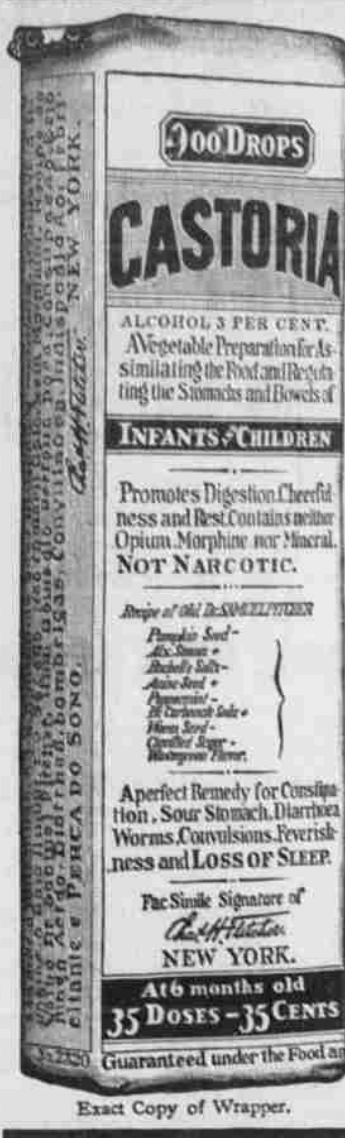 900 DROPS
CASTORIA
ALCOHOL 3 PER CENT.
A Vegetable Preparation for As-
similating the Food and Regula-
ting the Stomachs and Bowels of
INFANTS & CHILDREN
Promotes Digestion, Cheerful-
ness and Rest. Contains neither
Opium, Morphine nor Mineral.
NOT NARCOTIC.
Recipe of Old Dr. SAMUEL PITCHER
Pumpkin Seed -
Alx. Senna +
Rochelle Salts -
Anise Seed +
Peppermint -
Bi Carbonate Soda +
Worm Seed -
Clarified Sugar -
Wintergreen Flavor.
A perfect Remedy for Constipa-
tion, Sour Stomach, Diarrhoea
Worms, Convulsions, Feverish-
ness and LOSS OF SLEEP.
Fac Simile Signature of
Chas H Fletcher
NEW YORK.
At 6 months old
35 DOSES - 35 CENTS
Guaranteed under the Food an
Exact Copy of Wrapper.
Chas H Fletcher. NEW YORK.
PERCA DO SONO.